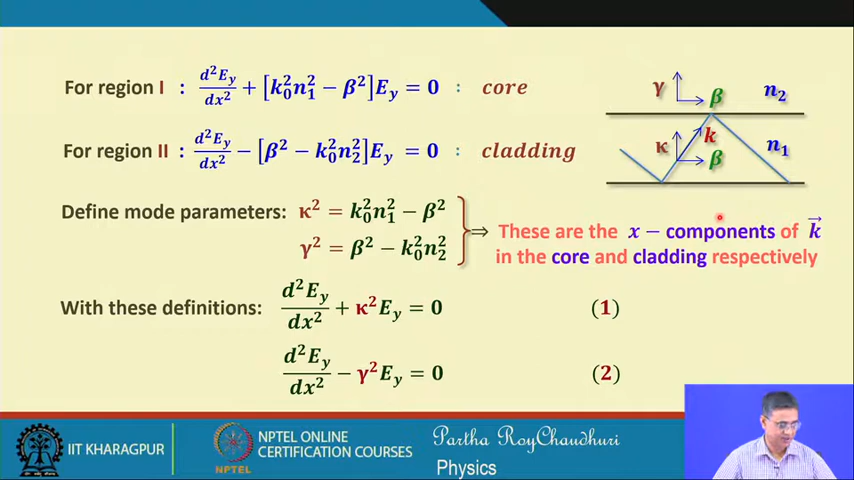 For region I : d²E_y/dx² + [k₀²n₁² − β²]E_y = 0 : core
For region II : d²E_y/dx² − [β² − k₀²n₂²]E_y = 0 : cladding
γ β n₂
κ k β n₁
Define mode parameters: κ² = k₀²n₁² − β²
γ² = β² − k₀²n₂²
⇒ These are the x − components of k⃗
in the core and cladding respectively
With these definitions: d²E_y/dx² + κ²E_y = 0 (1)
d²E_y/dx² − γ²E_y = 0 (2)
IIT KHARAGPUR
NPTEL
NPTEL ONLINE
CERTIFICATION COURSES
Partha RoyChaudhuri
Physics